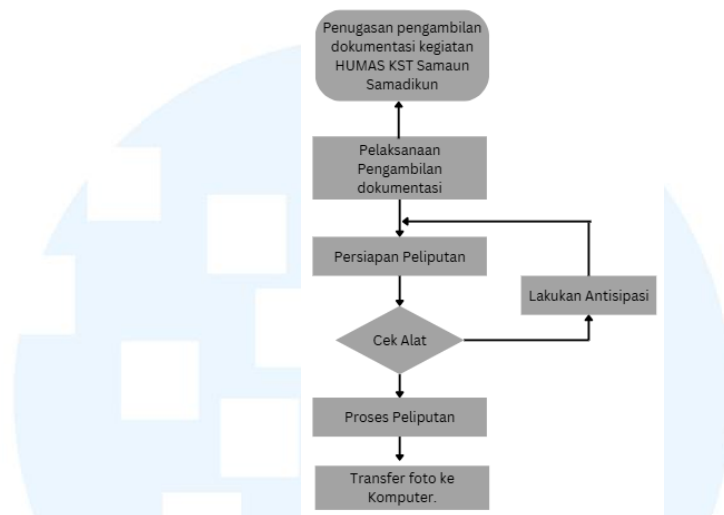 Penugasan pengambilan
dokumentasi kegiatan
HUMAS KST Samaun
Samadikun
Pelaksanaan
Pengambilan
dokumentasi
Persiapan Peliputan
Lakukan Antisipasi
Cek Alat
Proses Peliputan
Transfer foto ke
Komputer.